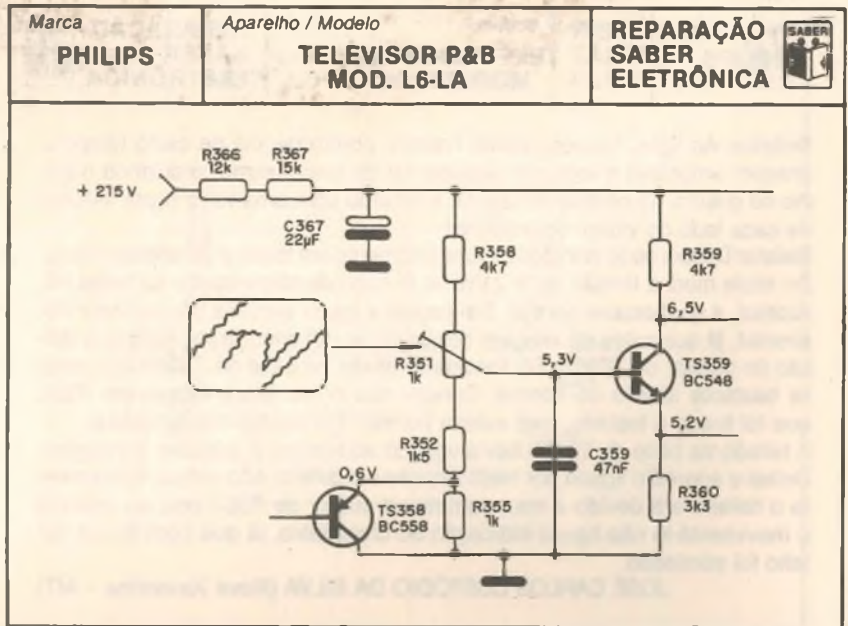 Marca
PHILIPS
Aparelho / Modelo
TELEVISOR P&B
MOD. L6-LA
REPARAÇÃO
SABER
ELETRÔNICA
SABER
R366
12k
R367
15k
+ 215 V
C367
22µF
R358
4k7
R359
4k7
6,5V
R351
1k
5,3V
TS359
BC548
5,2V
R352
1k5
C359
47nF
0,6V
TS358
BC558
R355
1k
R360
3k3